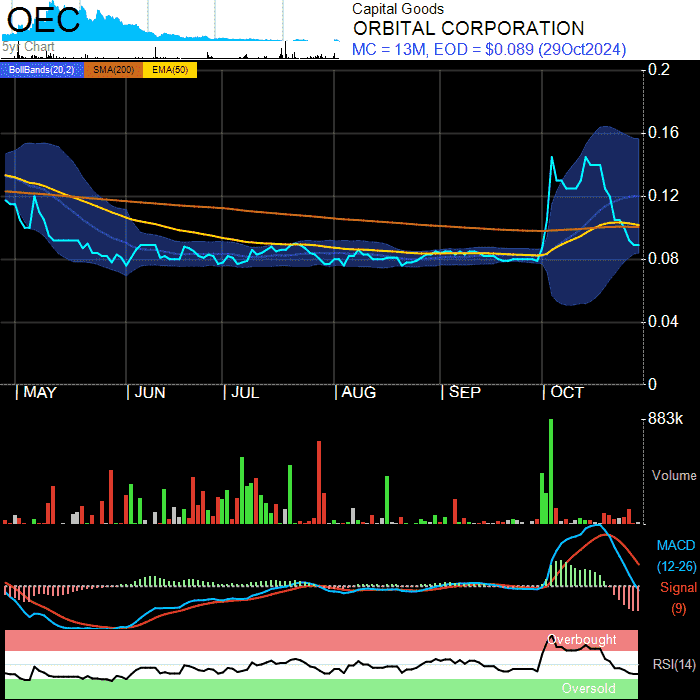 OEC
5yr Chart
Capital Goods
ORBITAL CORPORATION
MC = 13M, EOD = $0.089 (29Oct2024)
BollBands(20,2) SMA(200) EMA(50)
0.2
0.16
0.12
0.08
0.04
0
MAY JUN JUL AUG SEP OCT
883k
Volume
MACD
(12-26)
Signal
(9)
Overbought
RSI(14)
Oversold